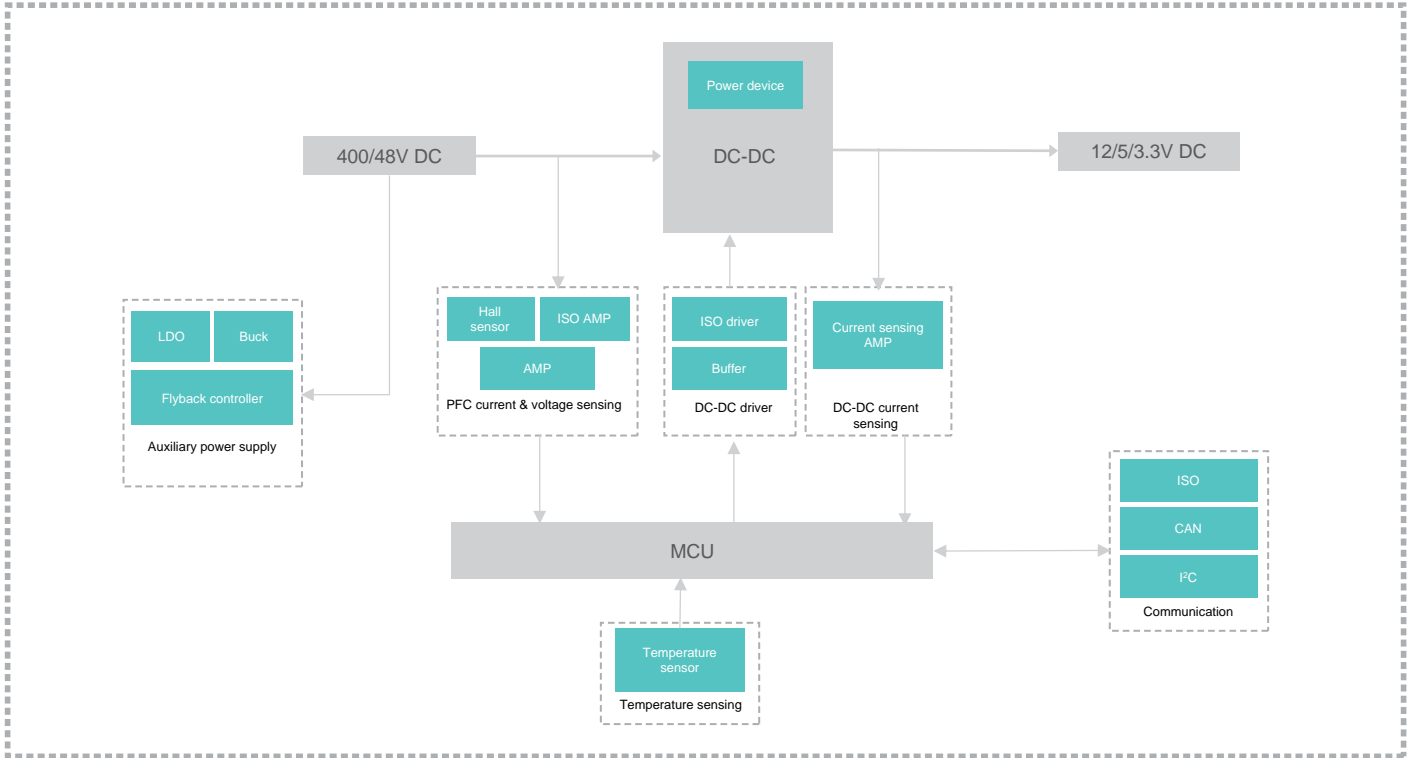 Power device
400/48V DC
DC-DC
12/5/3.3V DC
LDO
Buck
Flyback controller
Auxiliary power supply
Hall
sensor
ISO AMP
AMP
PFC current & voltage sensing
ISO driver
Buffer
DC-DC driver
Current sensing
AMP
DC-DC current
sensing
MCU
ISO
CAN
I²C
Communication
Temperature
sensor
Temperature sensing